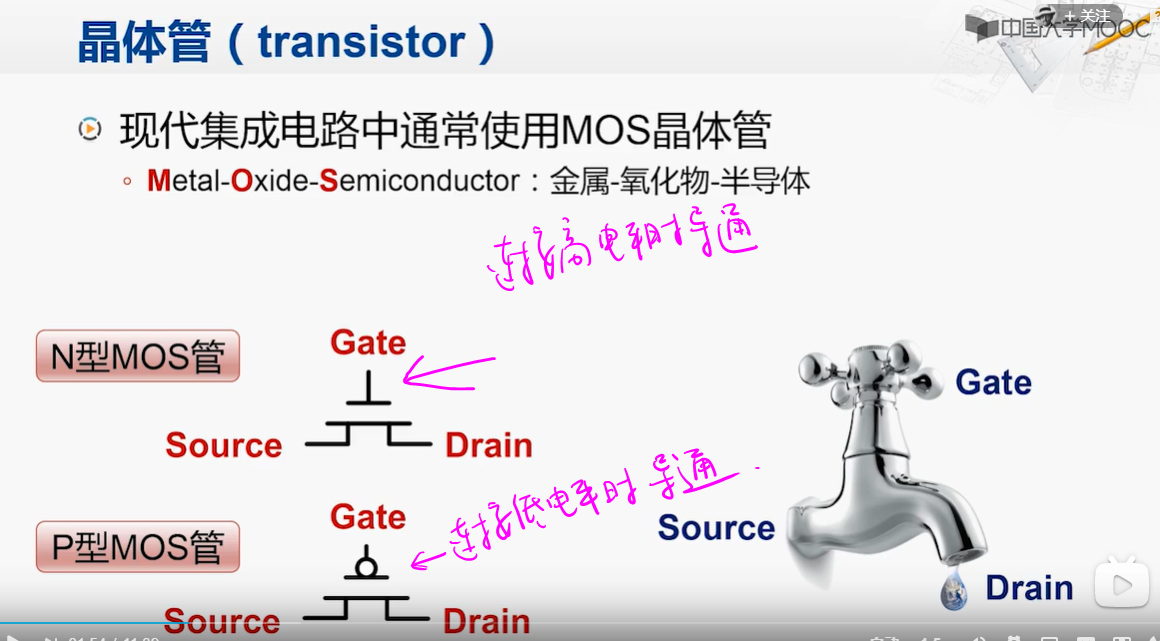 晶体管（transistor）
+ 关注
中国大学MOOC
现代集成电路中通常使用MOS晶体管
Metal-Oxide-Semiconductor：金属-氧化物-半导体
连接高电平时导通
N型MOS管
Gate
Source
Drain
P型MOS管
Gate
连接低电平时导通.
Source
Drain
Gate
Source
Drain